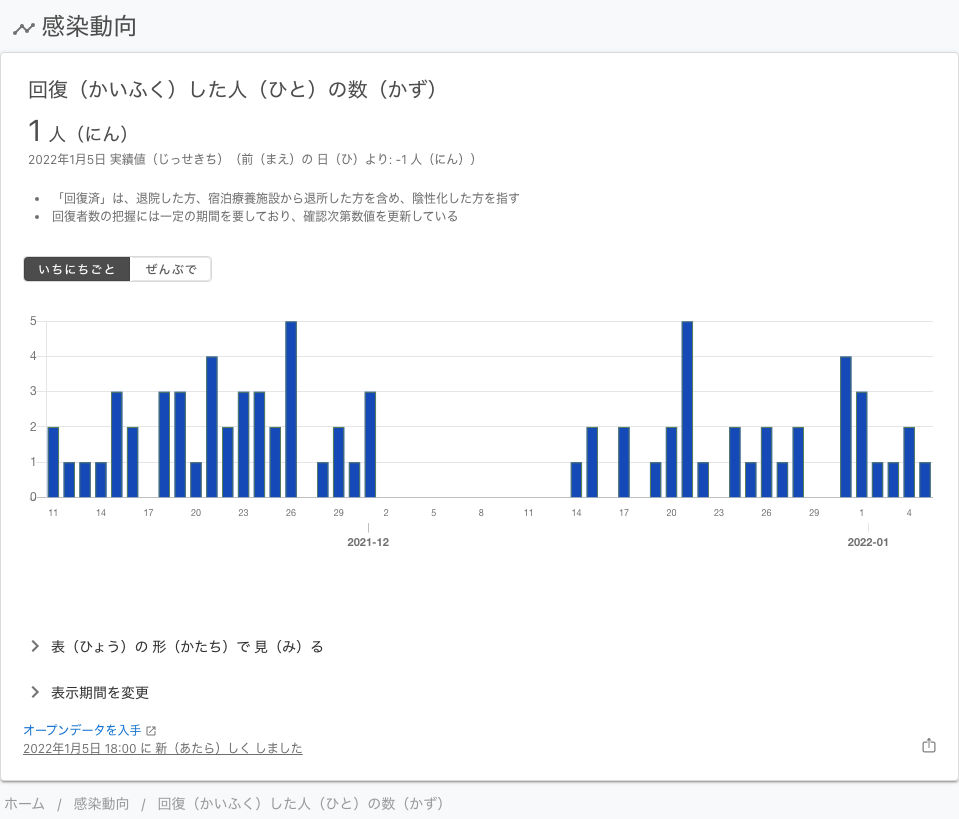 感染動向
回復（かいふく）した人（ひと）の数（かず）
1 人（にん）
2022年1月5日 実績値（じっせきち）（前（まえ）の 日（ひ）より: -1 人（にん））
• 「回復済」は、退院した方、宿泊療養施設から退所した方を含め、陰性化した方を指す
• 回復者数の把握には一定の期間を要しており、確認次第数値を更新している
いちにちごと ぜんぶで
5
4
3
2
1
0
11 14 17 20 23 26 29 2 5 8 11 14 17 20 23 26 29 1 4
2021-12 2022-01
表（ひょう）の 形（かたち）で 見（み）る
表示期間を変更
オープンデータを入手
2022年1月5日 18:00 に 新（あたら）しく しました
ホーム / 感染動向 / 回復（かいふく）した人（ひと）の数（かず）